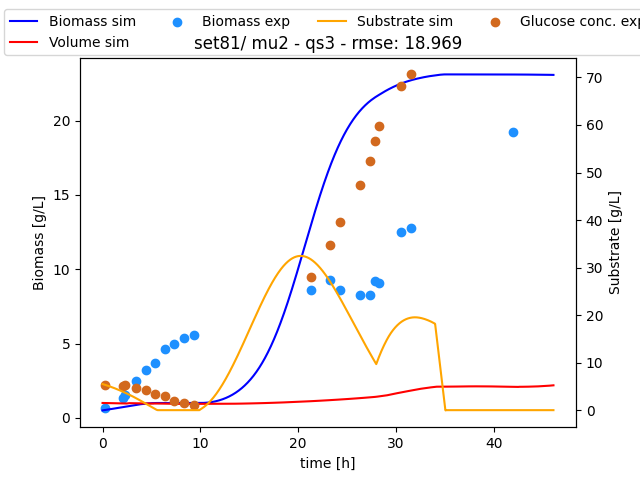 Biomass sim Biomass exp Substrate sim Glucose conc. exp
Volume sim
set81/ mu2 - qs3 - rmse: 18.969
Biomass [g/L]
0 5 10 15 20
0 10 20 30 40
time [h]
0 10 20 30 40 50 60 70
Substrate [g/L]